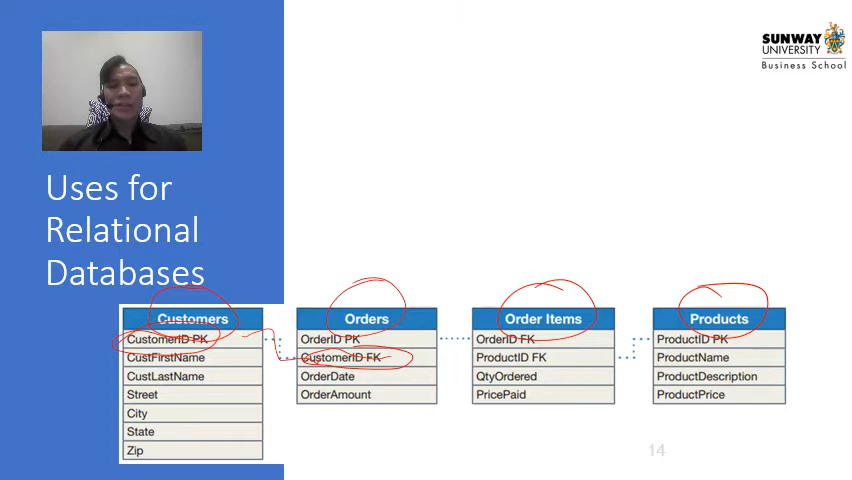 SUNWAY
UNIVERSITY
Business School
Uses for
Relational
Databases
Customers
CustomerID PK
CustFirstName
CustLastName
Street
City
State
Zip
Orders
OrderID PK
CustomerID FK
OrderDate
OrderAmount
Order Items
OrderID FK
ProductID FK
QtyOrdered
PricePaid
Products
ProductID PK
ProductName
ProductDescription
ProductPrice
14